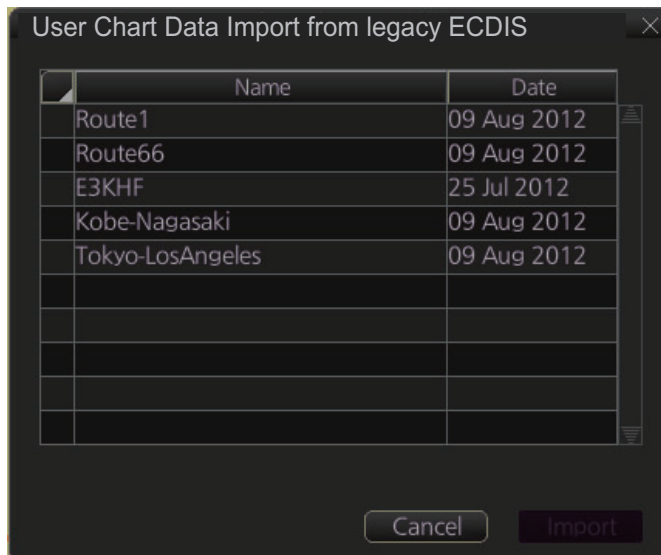 User Chart Data Import from legacy ECDIS
Name Date
Route1 09 Aug 2012
Route66 09 Aug 2012
E3KHF 25 Jul 2012
Kobe-Nagasaki 09 Aug 2012
Tokyo-LosAngeles 09 Aug 2012
Cancel Import